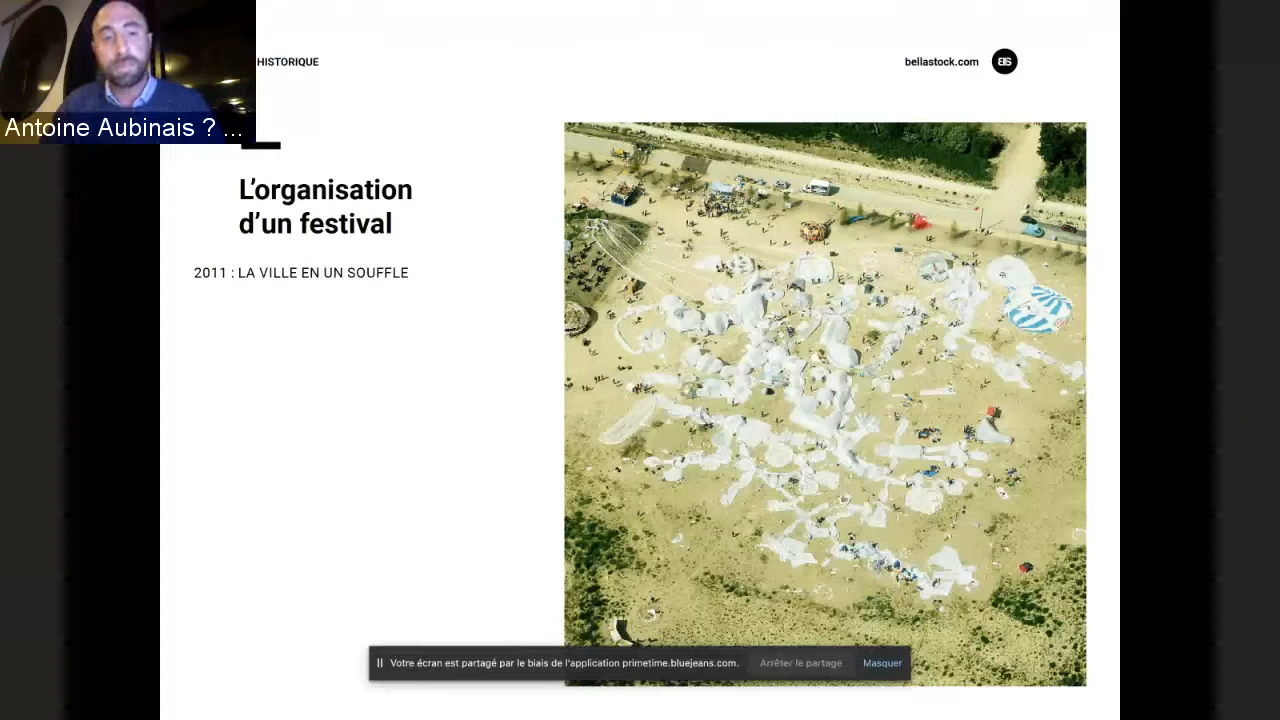 Antoine Aubinais ? ...
HISTORIQUE
bellastock.com
L'organisation
d'un festival
2011 : LA VILLE EN UN SOUFFLE
Votre écran est partagé par le biais de l'application primetime.bluejeans.com.
Arrêter le partage
Masquer